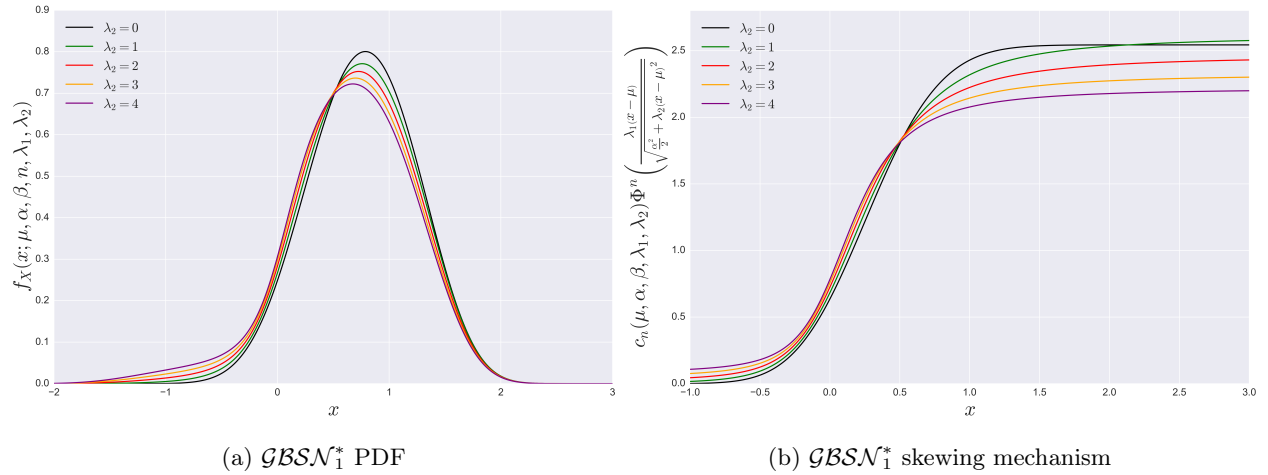 λ₂ = 0
λ₂ = 1
λ₂ = 2
λ₂ = 3
λ₂ = 4
0.9
0.8
0.7
0.6
0.5
0.4
0.3
0.2
0.1
0.0
f_X(x; μ, α, β, n, λ₁, λ₂)
−2
−1
0
1
2
3
x
(a) 𝒢ℬ𝒮𝒩₁* PDF
λ₂ = 0
λ₂ = 1
λ₂ = 2
λ₂ = 3
λ₂ = 4
2.5
2.0
1.5
1.0
0.5
0.0
c_n(μ, α, β, λ₁, λ₂)Φⁿ(λ₁(x − μ) / √(α²/2 + λ₂(x − μ)²))
−1.0
−0.5
0.0
0.5
1.0
1.5
2.0
2.5
3.0
x
(b) 𝒢ℬ𝒮𝒩₁* skewing mechanism